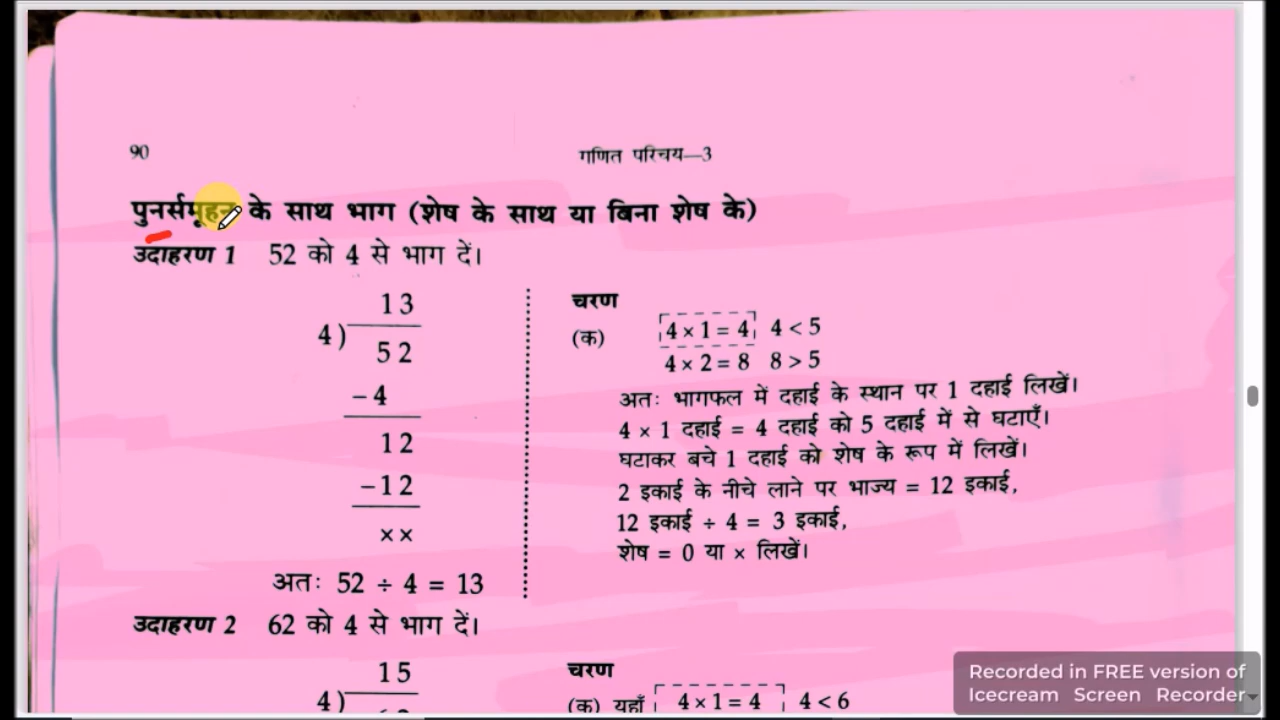 90 गणित परिचय—3
पुनर्समूहन के साथ भाग (शेष के साथ या बिना शेष के)
उदाहरण 1 52 को 4 से भाग दें।
13
4)
52
-4
12
-12
××
अतः 52 ÷ 4 = 13
चरण
(क) 4 × 1 = 4 4 < 5
4 × 2 = 8 8 > 5
अतः भागफल में दहाई के स्थान पर 1 दहाई लिखें।
4 × 1 दहाई = 4 दहाई को 5 दहाई में से घटाएँ।
घटाकर बचे 1 दहाई को शेष के रूप में लिखें।
2 इकाई के नीचे लाने पर भाज्य = 12 इकाई,
12 इकाई ÷ 4 = 3 इकाई,
शेष = 0 या × लिखें।
उदाहरण 2 62 को 4 से भाग दें।
15
4)
चरण
(क) यहाँ 4 × 1 = 4 4 < 6
Recorded in FREE version of
Icecream Screen Recorder